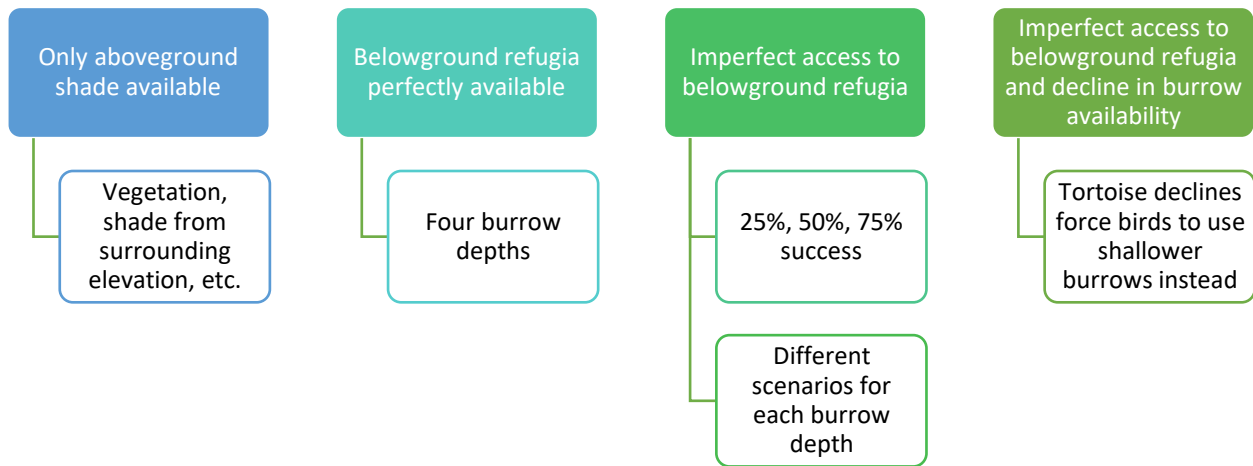 Only aboveground
shade available
Vegetation,
shade from
surrounding
elevation, etc.
Belowground refugia
perfectly available
Four burrow
depths
Imperfect access to
belowground refugia
25%, 50%, 75%
success
Different
scenarios for
each burrow
depth
Imperfect access to
belowground refugia
and decline in burrow
availability
Tortoise declines
force birds to use
shallower
burrows instead